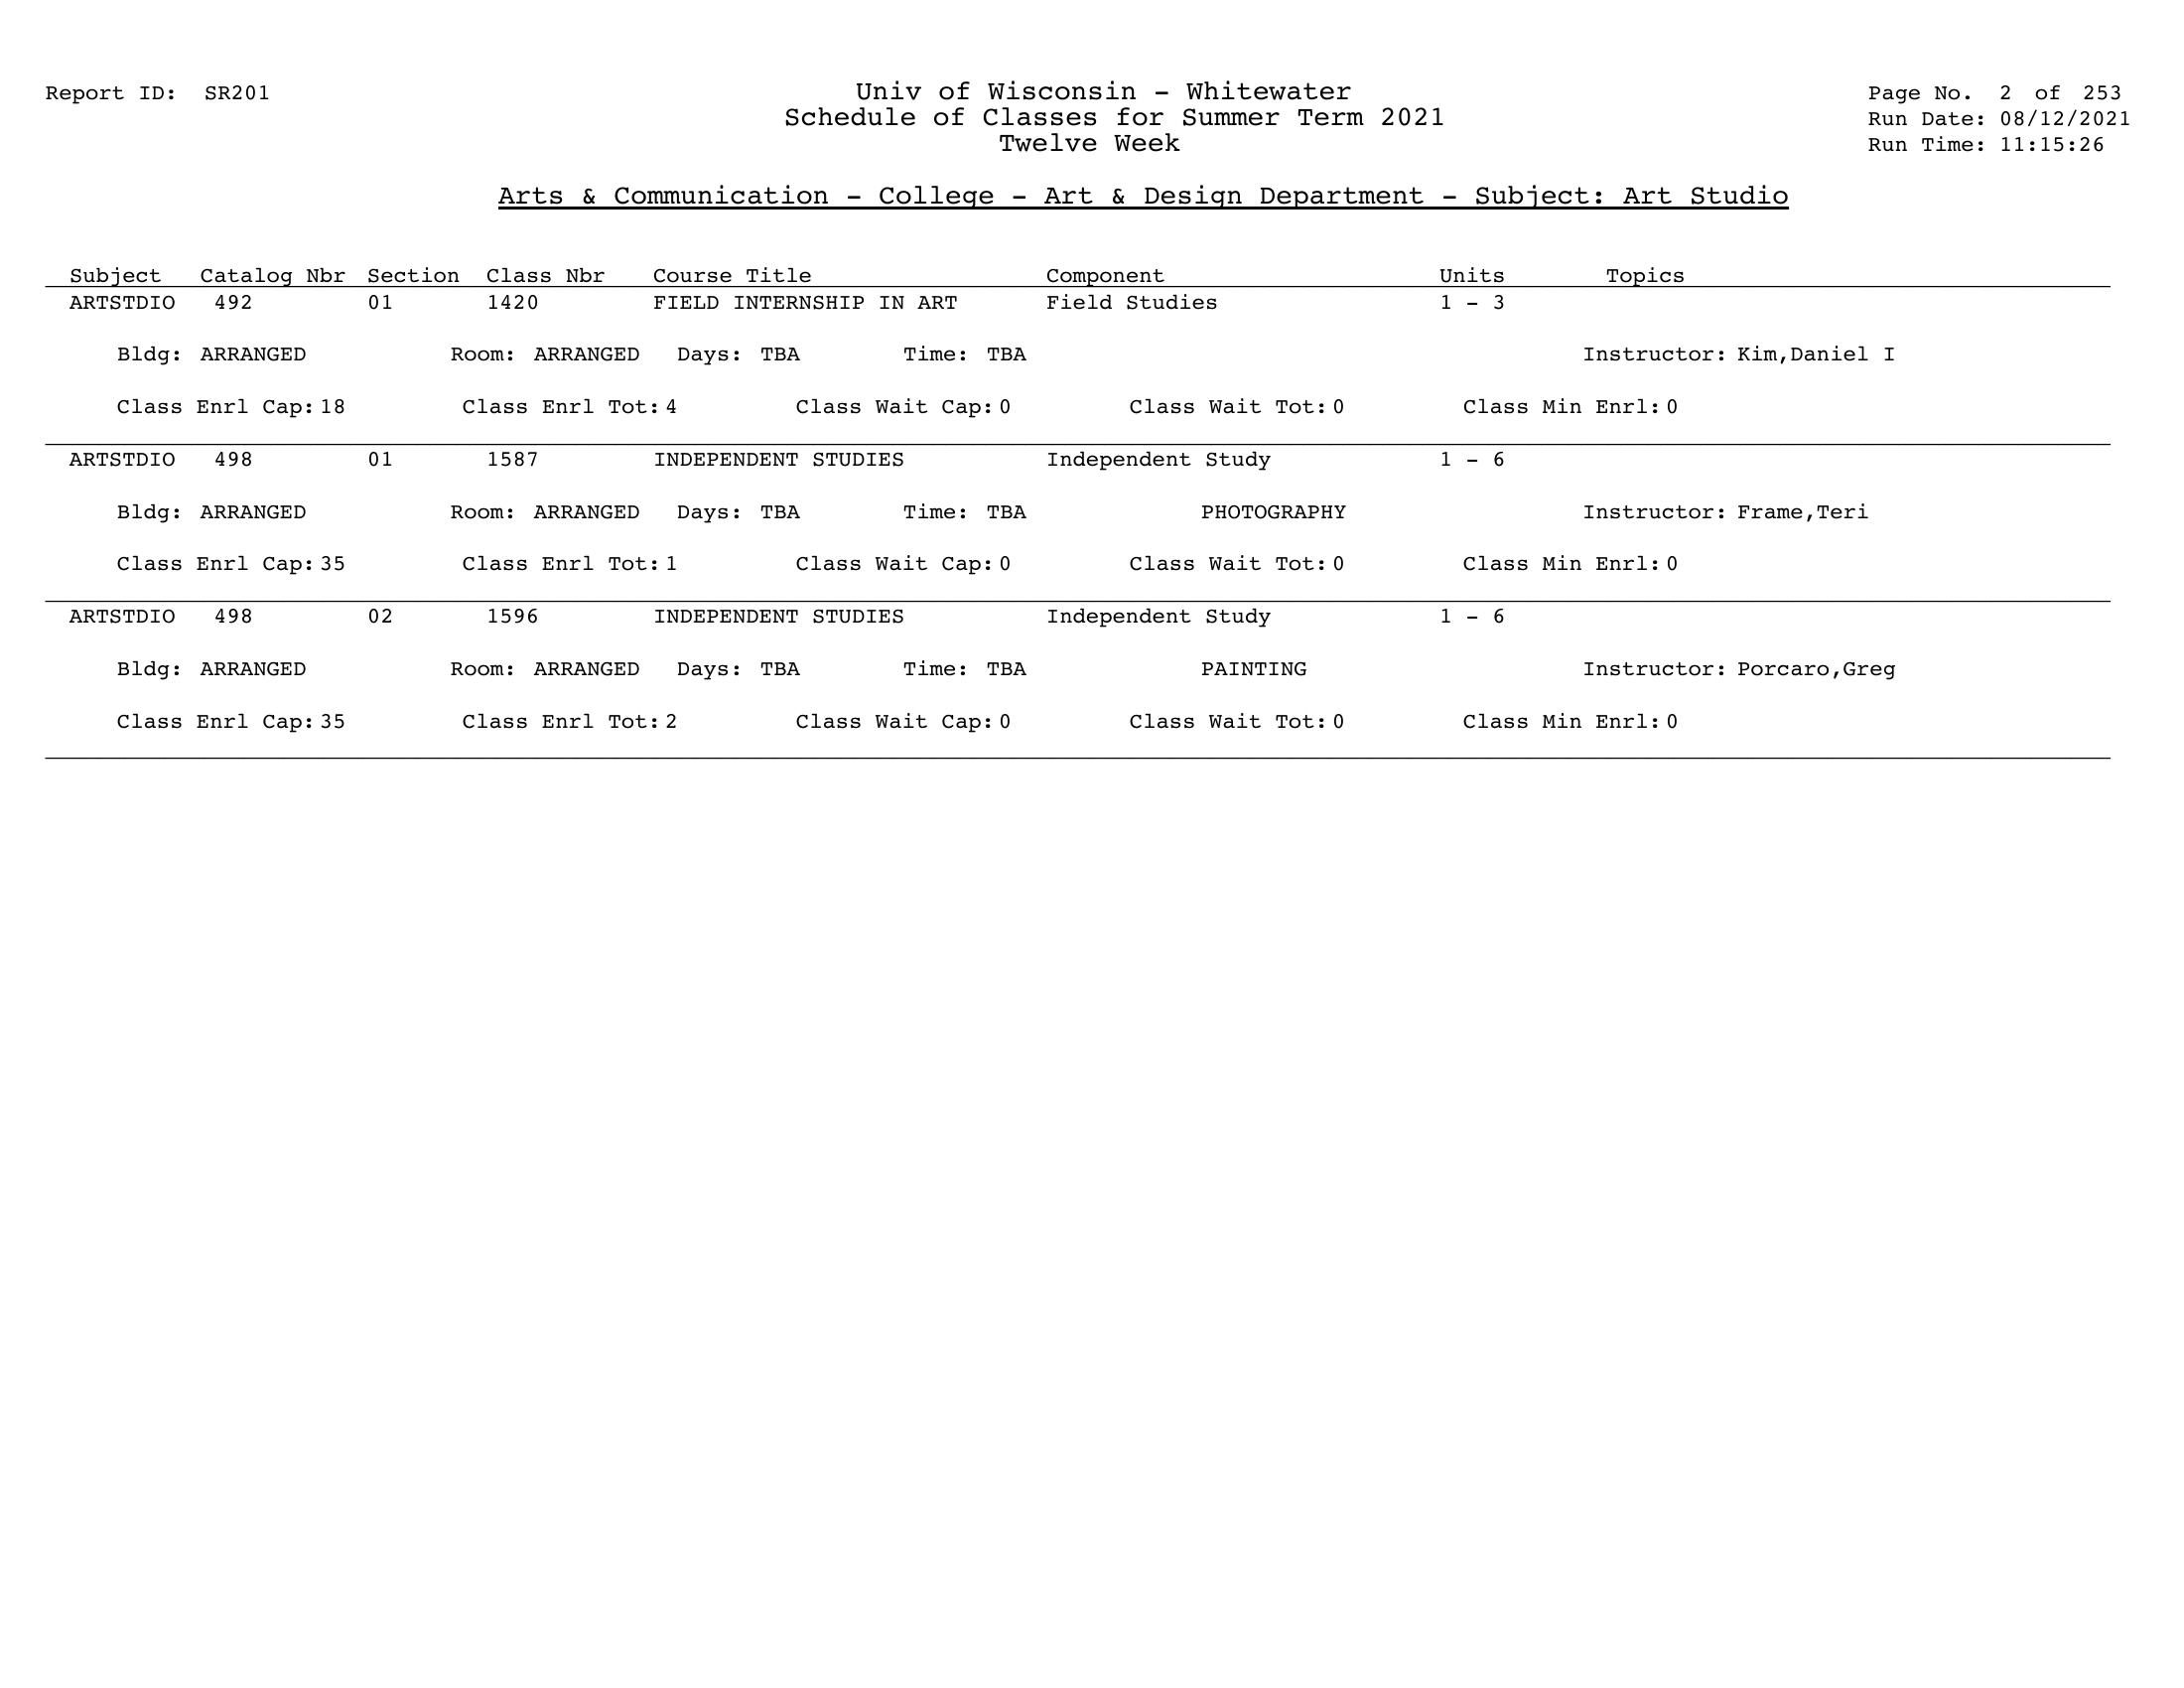 Report ID: SR201 Univ of Wisconsin - Whitewater Page No. 2 of 253
Schedule of Classes for Summer Term 2021 Run Date: 08/12/2021
Twelve Week Run Time: 11:15:26
Arts & Communication - College - Art & Design Department - Subject: Art Studio
Subject Catalog Nbr Section Class Nbr Course Title Component Units Topics
ARTSTDIO 492 01 1420 FIELD INTERNSHIP IN ART Field Studies 1 - 3
Bldg: ARRANGED Room: ARRANGED Days: TBA Time: TBA Instructor: Kim,Daniel I
Class Enrl Cap: 18 Class Enrl Tot: 4 Class Wait Cap: 0 Class Wait Tot: 0 Class Min Enrl: 0
ARTSTDIO 498 01 1587 INDEPENDENT STUDIES Independent Study 1 - 6
Bldg: ARRANGED Room: ARRANGED Days: TBA Time: TBA PHOTOGRAPHY Instructor: Frame,Teri
Class Enrl Cap: 35 Class Enrl Tot: 1 Class Wait Cap: 0 Class Wait Tot: 0 Class Min Enrl: 0
ARTSTDIO 498 02 1596 INDEPENDENT STUDIES Independent Study 1 - 6
Bldg: ARRANGED Room: ARRANGED Days: TBA Time: TBA PAINTING Instructor: Porcaro,Greg
Class Enrl Cap: 35 Class Enrl Tot: 2 Class Wait Cap: 0 Class Wait Tot: 0 Class Min Enrl: 0